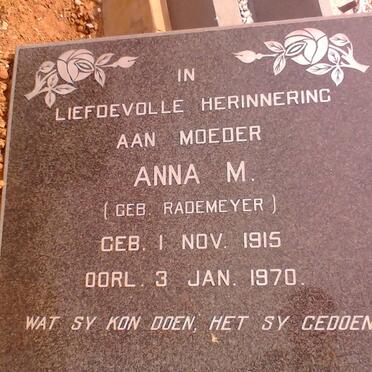 IN
LIEFDEVOLLE HERINNERING
AAN MOEDER
ANNA M.
( GEB. RADEMEYER )
GEB. 1 NOV. 1915
OORL. 3 JAN. 1970.
WAT SY KON DOEN, HET SY GEDOEN